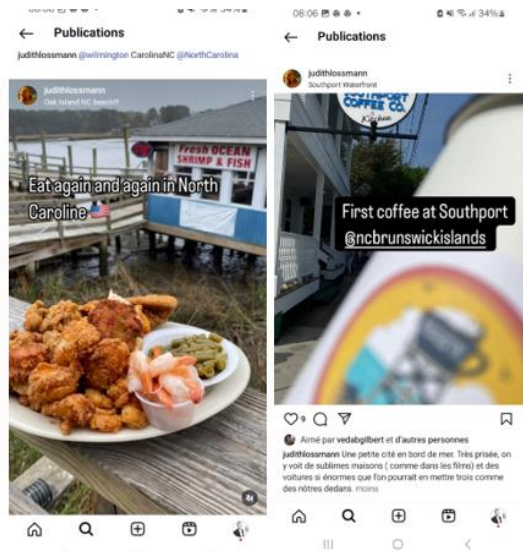 Publications
judithlossmann @wilmington CarolinaNC @NorthCarolina
judithlossmann
Oak Island NC beach!!
Fresh OCEAN
SHRIMP & FISH
Eat again and again in North
Caroline 🇺🇸
08:06
34%
Publications
judithlossmann
Southport Waterfront
SOUTHPORT
COFFEE CO.
Kitchen
First coffee at Southport
@ncbrunswickislands
9
Aimé par vedabgilbert et d'autres personnes
judithlossmann Une petite cité en bord de mer. Très prisée, on
y voit de sublimes maisons ( comme dans les films) et des
voitures si énormes que l'on pourrait en mettre trois comme
des nôtres dedans. moins